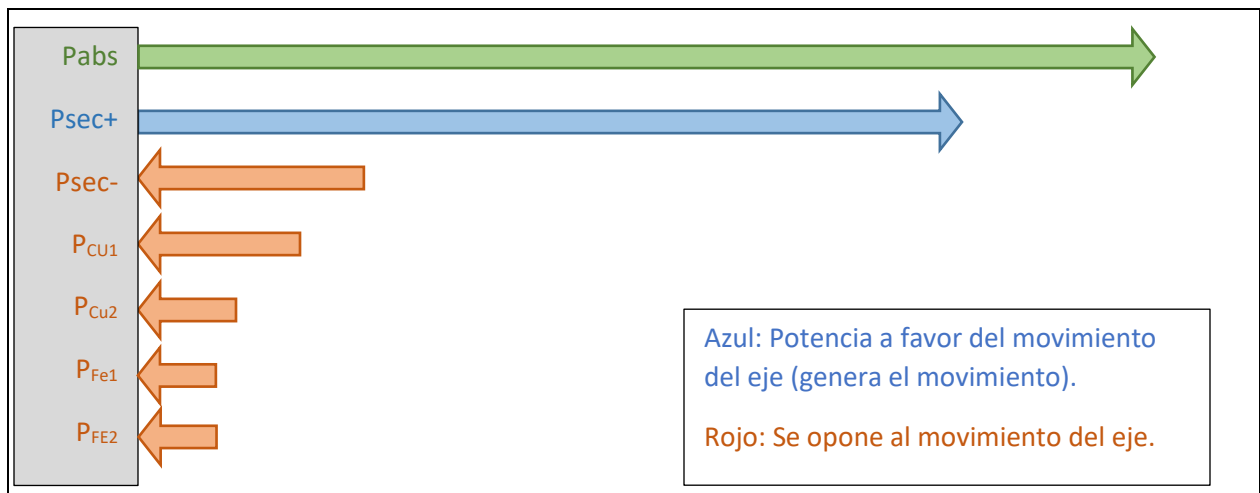 Pabs
Psec+
Psec-
PCU1
PCu2
PFe1
PFE2
Azul: Potencia a favor del movimiento
del eje (genera el movimiento).
Rojo: Se opone al movimiento del eje.